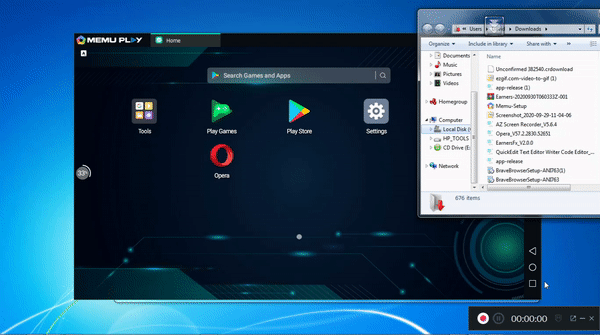 MEMU PLAY
Home
A
Search Games and Apps
Tools
Play Games
Play Store
Settings
Opera
33%
Users
Downloads
Organize
Include in library
Share with
»
Documents
Music
Pictures
Videos
Homegroup
Computer
Local Disk (
HP_TOOLS
CD Drive (E)
Network
Name
Unconfirmed 382540.crdownload
ezgif.com-video-to-gif (1)
app-release (1)
Earners-20200930T060333Z-001
Memu-Setup
Screenshot_2020-09-29-11-04-06
AZ Screen Recorder_V5.6.4
Opera_V57.2.2830.52651
EarnersFx_V2.0.0
QuickEdit Text Editor Writer Code Editor_...
app-release
BraveBrowserSetup-ANI763(1)
BraveBrowserSetup-ANI763
676 items
00:00:00